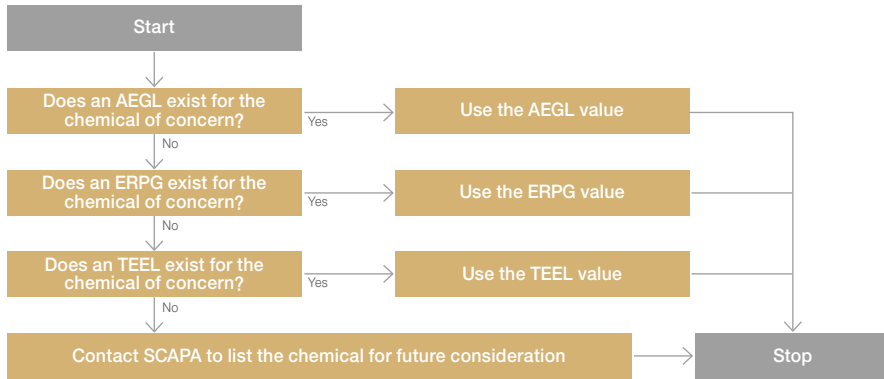 Start
Does an AEGL exist for the
chemical of concern?
Yes
Use the AEGL value
No
Does an ERPG exist for the
chemical of concern?
Yes
Use the ERPG value
No
Does an TEEL exist for the
chemical of concern?
Yes
Use the TEEL value
No
Contact SCAPA to list the chemical for future consideration
Stop